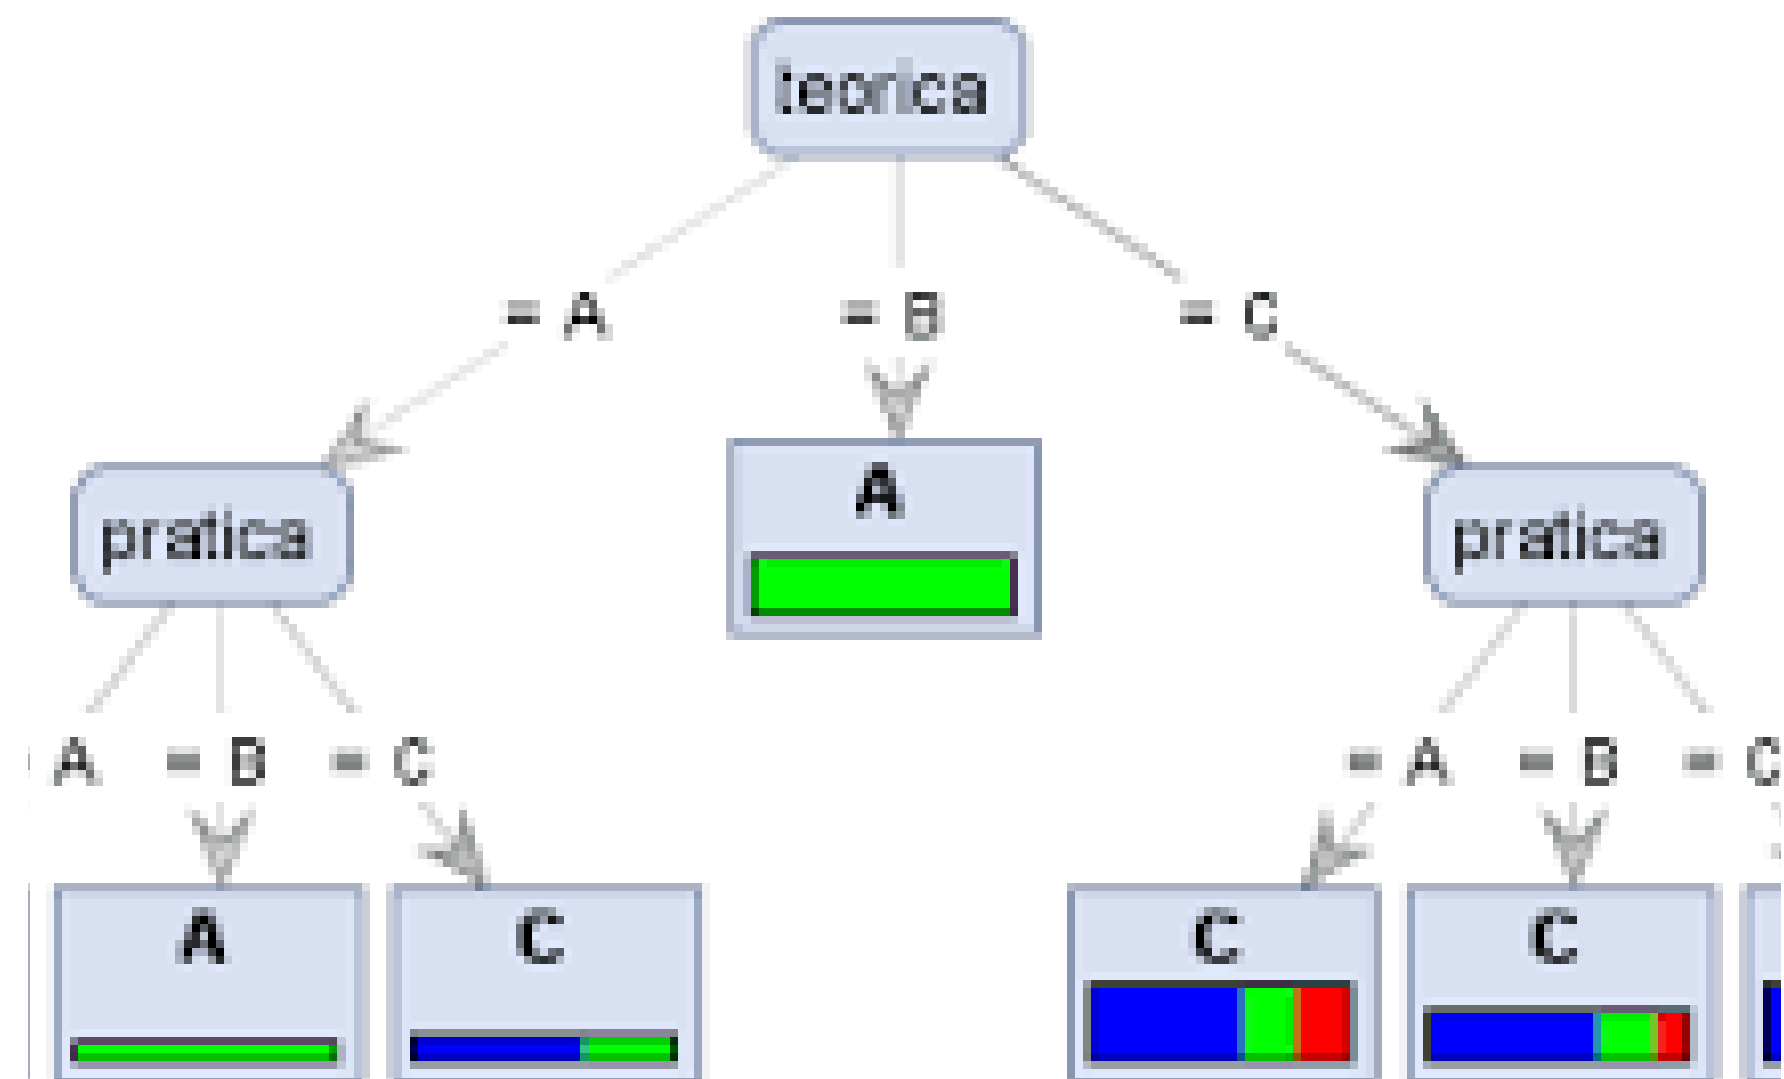 teorica
= A = B = C
A
pratica
pratica
A = B = C
= A = B = C
A
C
C
C